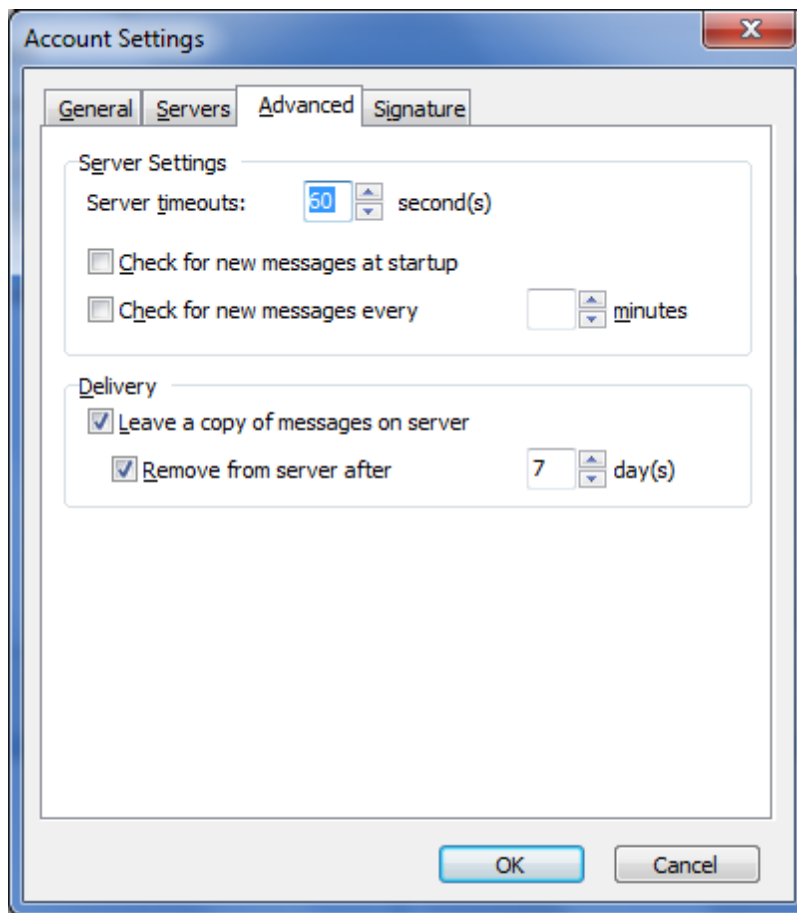 Account Settings
General Servers Advanced Signature
Server Settings
Server timeouts: 60 second(s)
Check for new messages at startup
Check for new messages every minutes
Delivery
Leave a copy of messages on server
Remove from server after 7 day(s)
OK Cancel